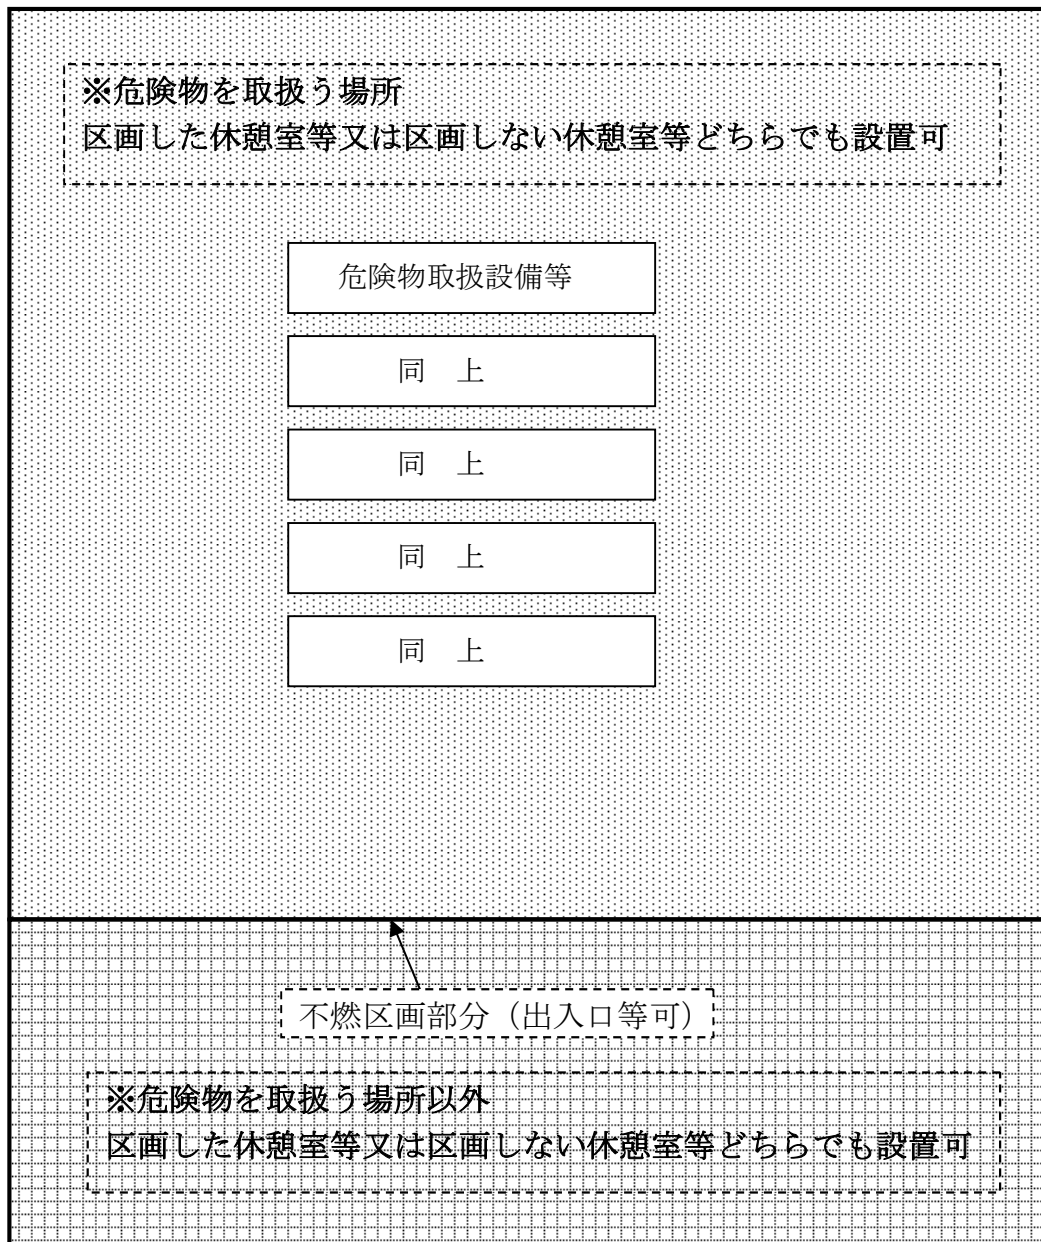 ※危険物を取扱う場所
区画した休憩室等又は区画しない休憩室等どちらでも設置可
危険物取扱設備等
同　上
同　上
同　上
同　上
不燃区画部分（出入口等可）
※危険物を取扱う場所以外
区画した休憩室等又は区画しない休憩室等どちらでも設置可